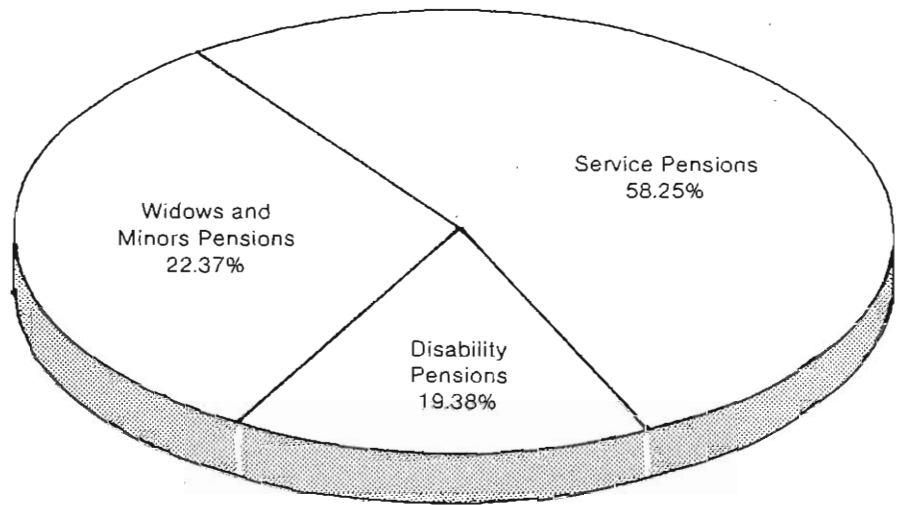 Service Pensions
58.25%
Widows and
Minors Pensions
22.37%
Disability
Pensions
19.38%